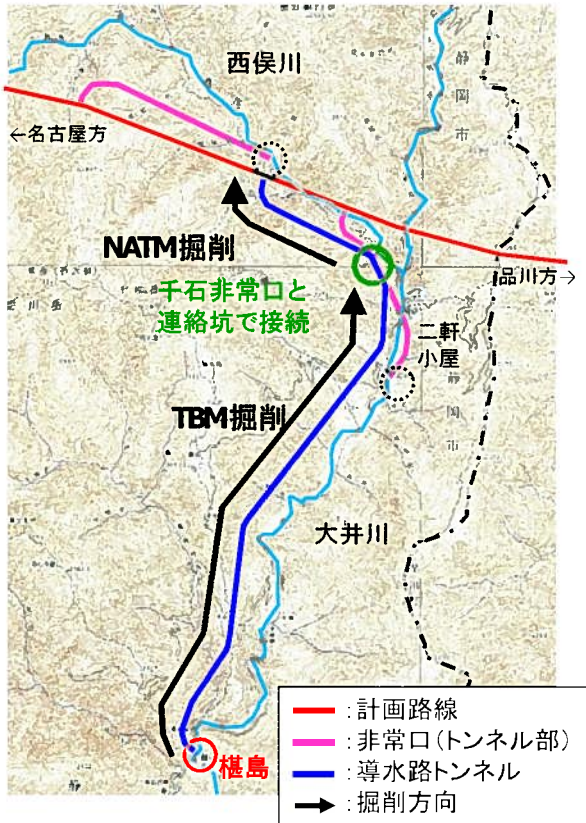 西俣川
静岡市
←名古屋方
NATM掘削
品川方→
千石非常口と
連絡坑で接続
二軒
小屋
静岡市
TBM掘削
大井川
椹島
:計画路線
:非常口(トンネル部)
:導水路トンネル
:掘削方向